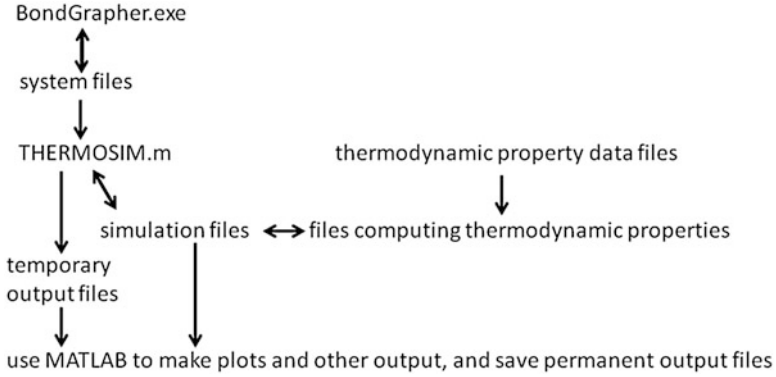 BondGrapher.exe
system files
THERMOSIM.m
thermodynamic property data files
simulation files
files computing thermodynamic properties
temporary
output files
use MATLAB to make plots and other output, and save permanent output files